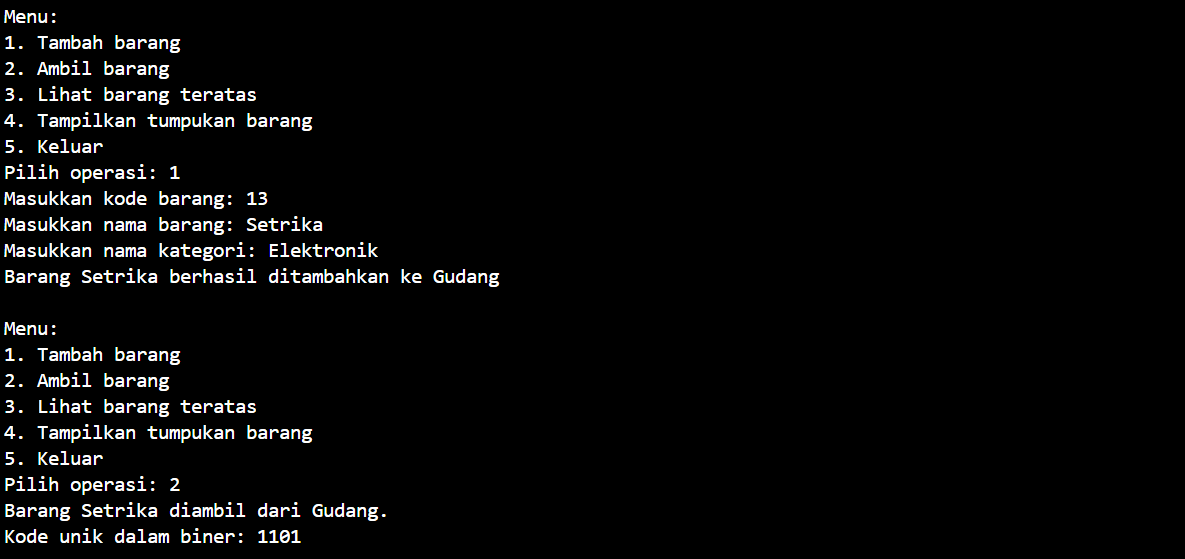 Menu:
1. Tambah barang
2. Ambil barang
3. Lihat barang teratas
4. Tampilkan tumpukan barang
5. Keluar
Pilih operasi: 1
Masukkan kode barang: 13
Masukkan nama barang: Setrika
Masukkan nama kategori: Elektronik
Barang Setrika berhasil ditambahkan ke Gudang

Menu:
1. Tambah barang
2. Ambil barang
3. Lihat barang teratas
4. Tampilkan tumpukan barang
5. Keluar
Pilih operasi: 2
Barang Setrika diambil dari Gudang.
Kode unik dalam biner: 1101